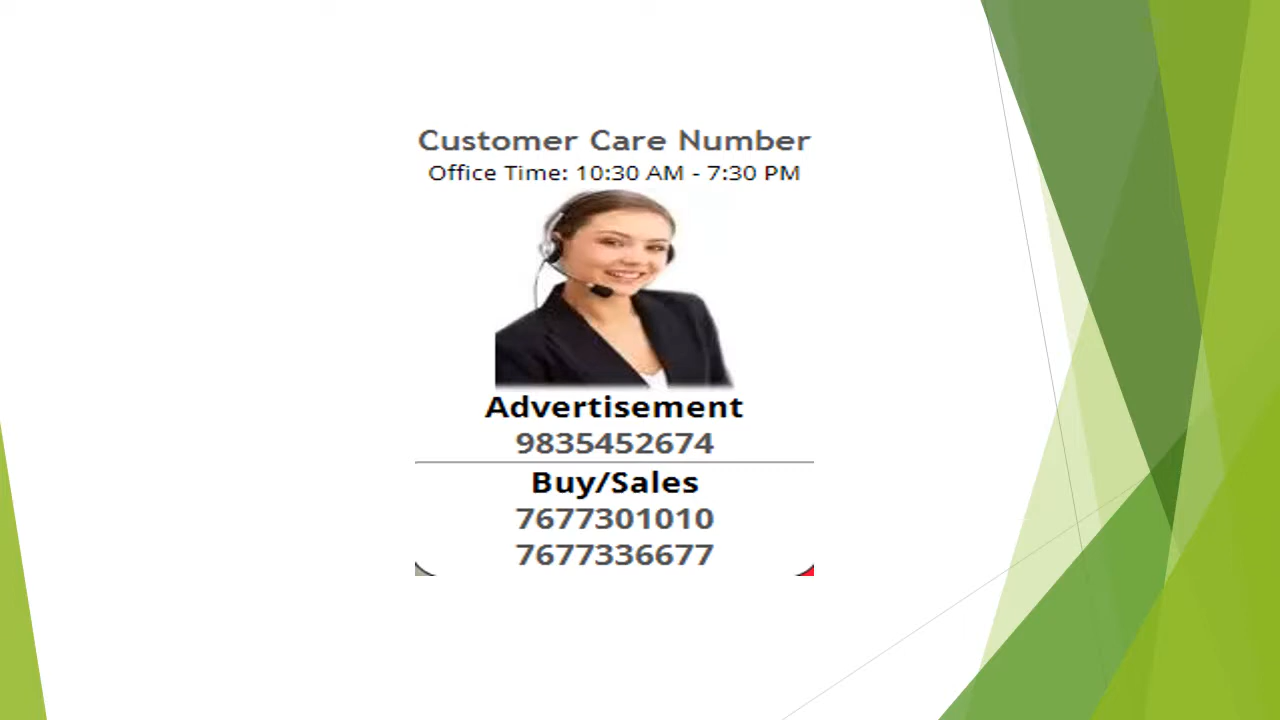 Customer Care Number
Office Time: 10:30 AM - 7:30 PM
Advertisement
9835452674
Buy/Sales
7677301010
7677336677